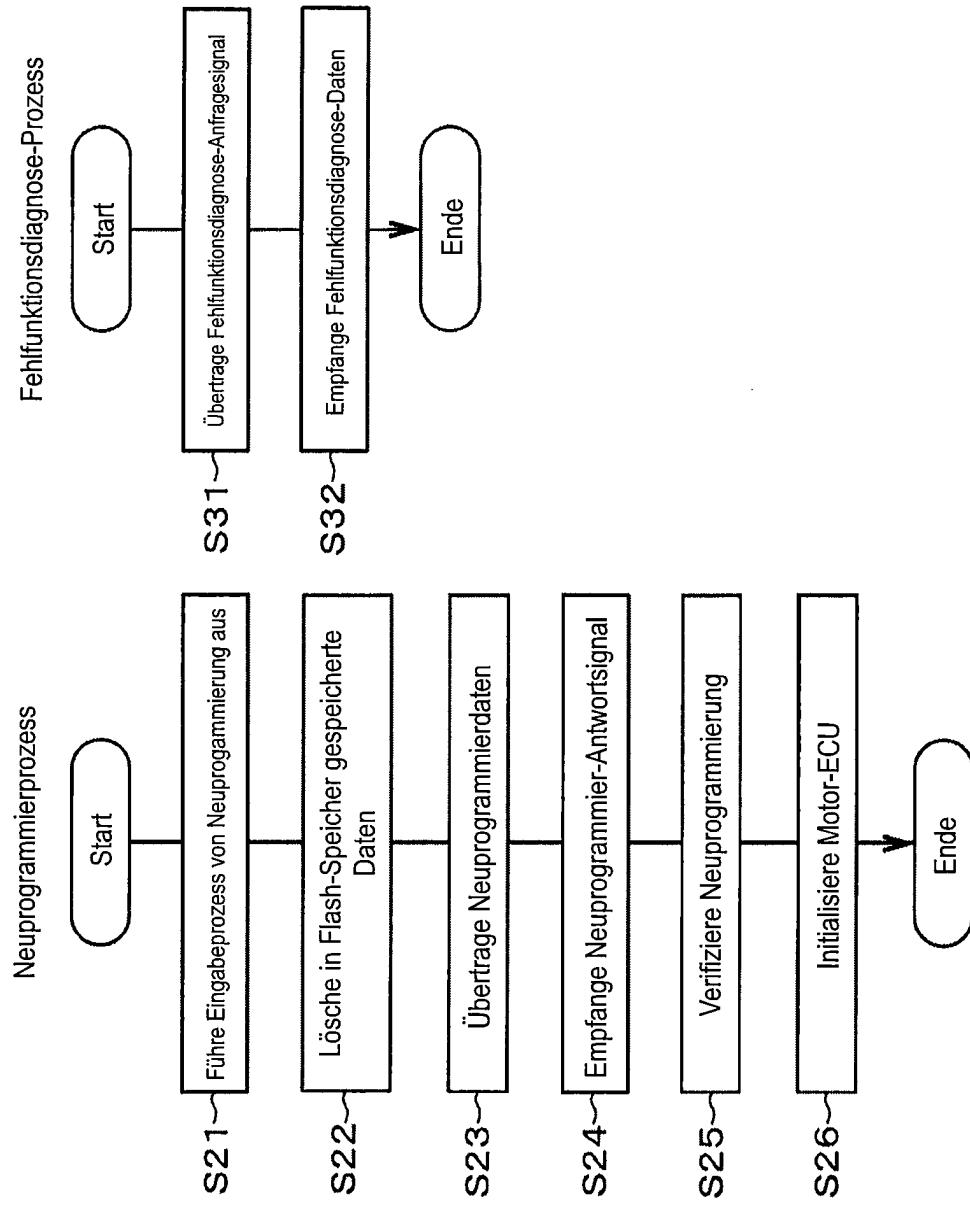 Neuprogrammierprozess
Start
S21
Führe Eingabeprozess von Neuprogammierung aus
S22
Lösche in Flash-Speicher gespeicherte
Daten
S23
Übertrage Neuprogrammierdaten
S24
Empfange Neuprogrammier-Antwortsignal
S25
Verifiziere Neuprogrammierung
S26
Initialisiere Motor-ECU
Ende
Fehlfunktionsdiagnose-Prozess
Start
S31
Übertrage Fehlfunktionsdiagnose-Anfragesignal
S32
Empfange Fehlfunktionsdiagnose-Daten
Ende